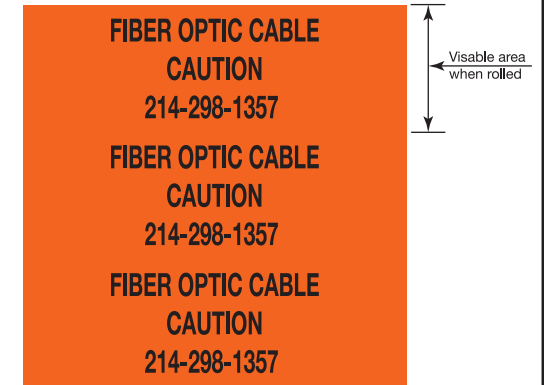 FIBER OPTIC CABLE
CAUTION
214-298-1357
FIBER OPTIC CABLE
CAUTION
214-298-1357
FIBER OPTIC CABLE
CAUTION
214-298-1357
Visable area
when rolled